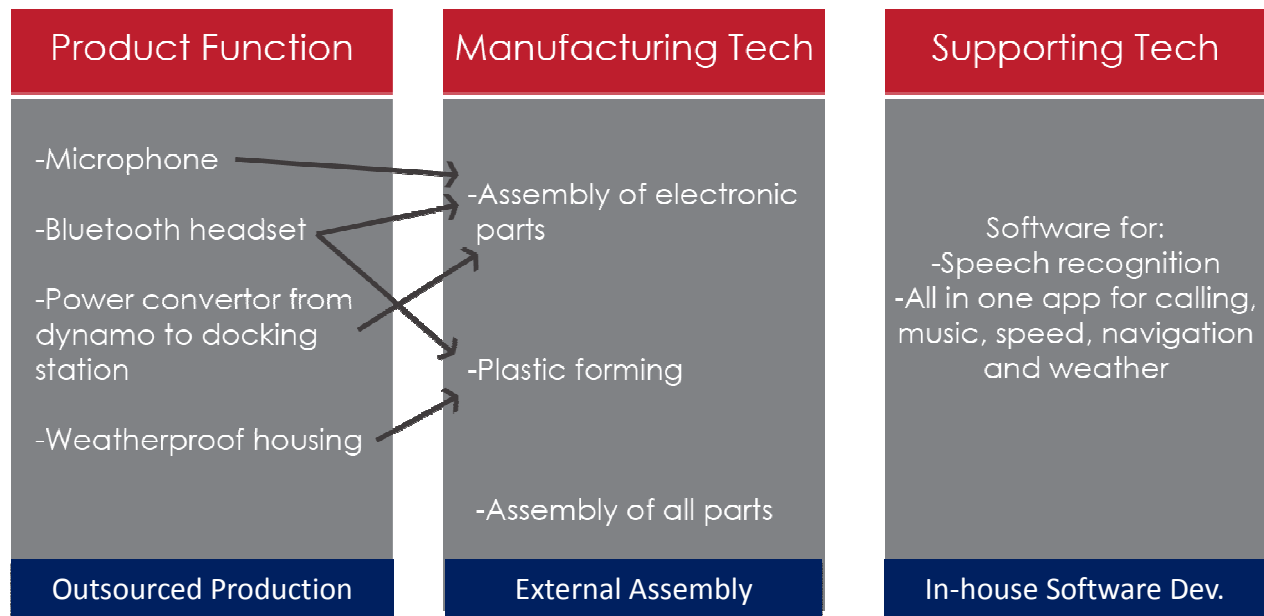 Product Function
-Microphone
-Bluetooth headset
-Power convertor from
dynamo to docking
station
-Weatherproof housing
Outsourced Production
Manufacturing Tech
-Assembly of electronic
parts
-Plastic forming
-Assembly of all parts
External Assembly
Supporting Tech
Software for:
-Speech recognition
-All in one app for calling,
music, speed, navigation
and weather
In-house Software Dev.